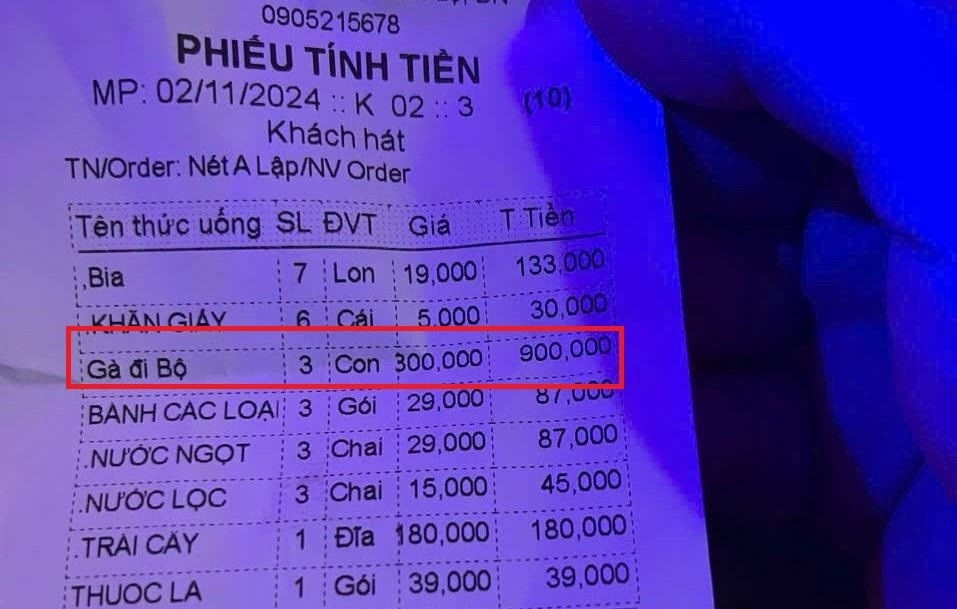 0905215678
PHIẾU TÍNH TIỀN
MP: 02/11/2024 :: K 02 :: 3 (10)
Khách hát
TN/Order: Nét A Lập/NV Order
Tên thức uống SL ĐVT Giá T Tiền
.Bia 7 Lon 19,000 133,000
.KHĂN GIẤY 6 Cái 5,000 30,000
Gà đi Bộ 3 Con 300,000 900,000
BÁNH CÁC LOẠI 3 Gói 29,000 87,000
.NƯỚC NGỌT 3 Chai 29,000 87,000
.NƯỚC LỌC 3 Chai 15,000 45,000
.TRÁI CÂY 1 Đĩa 180,000 180,000
THUỐC LÁ 1 Gói 39,000 39,000